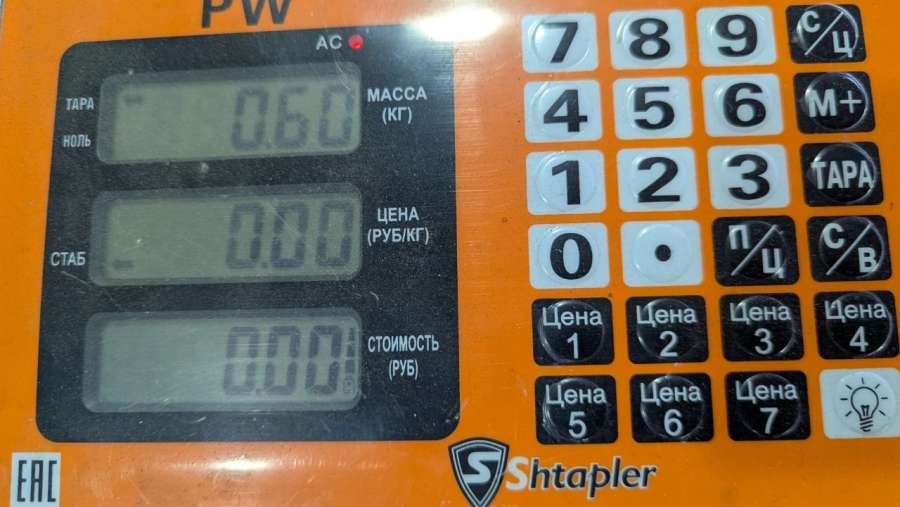 PW
AC
ТАРА
НОЛЬ
0.60
МАССА
(КГ)
СТАБ
0.00
ЦЕНА
(РУБ/КГ)
0.00
СТОИМОСТЬ
(РУБ)
7 8 9 С/Ц
4 5 6 М+
1 2 3 ТАРА
0 • П/Ц С/В
Цена 1 Цена 2 Цена 3 Цена 4
Цена 5 Цена 6 Цена 7
EAC
Shtapler